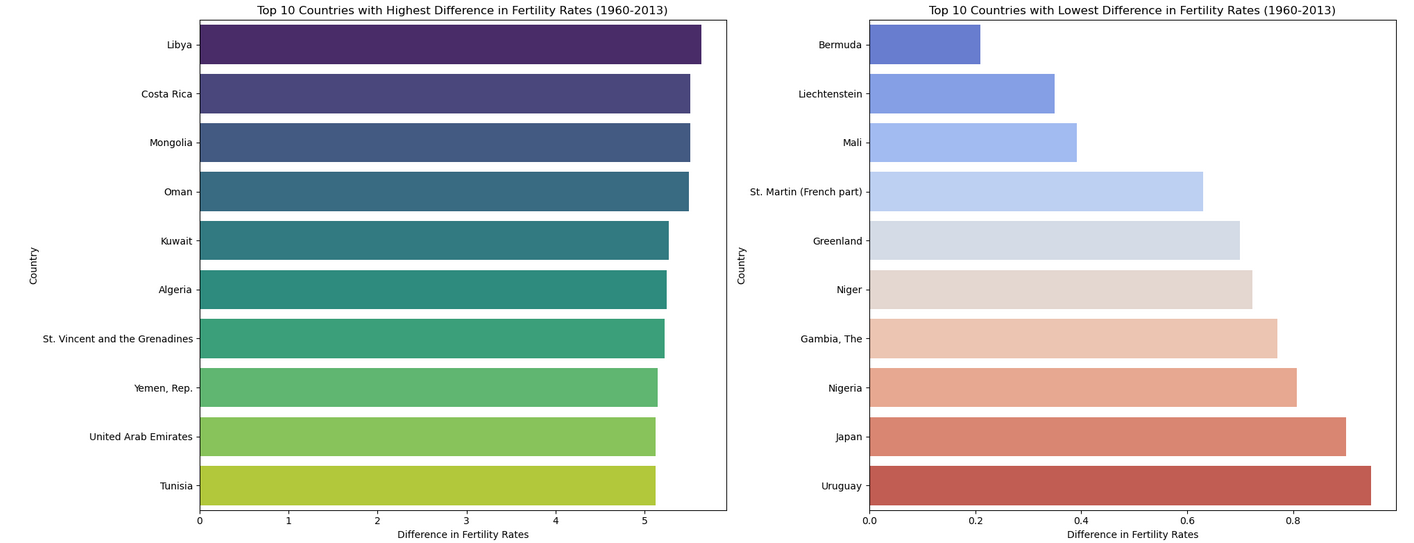 Top 10 Countries with Highest Difference in Fertility Rates (1960-2013)
Country
Libya
Costa Rica
Mongolia
Oman
Kuwait
Algeria
St. Vincent and the Grenadines
Yemen, Rep.
United Arab Emirates
Tunisia
0 1 2 3 4 5
Difference in Fertility Rates
Top 10 Countries with Lowest Difference in Fertility Rates (1960-2013)
Country
Bermuda
Liechtenstein
Mali
St. Martin (French part)
Greenland
Niger
Gambia, The
Nigeria
Japan
Uruguay
0.0 0.2 0.4 0.6 0.8
Difference in Fertility Rates